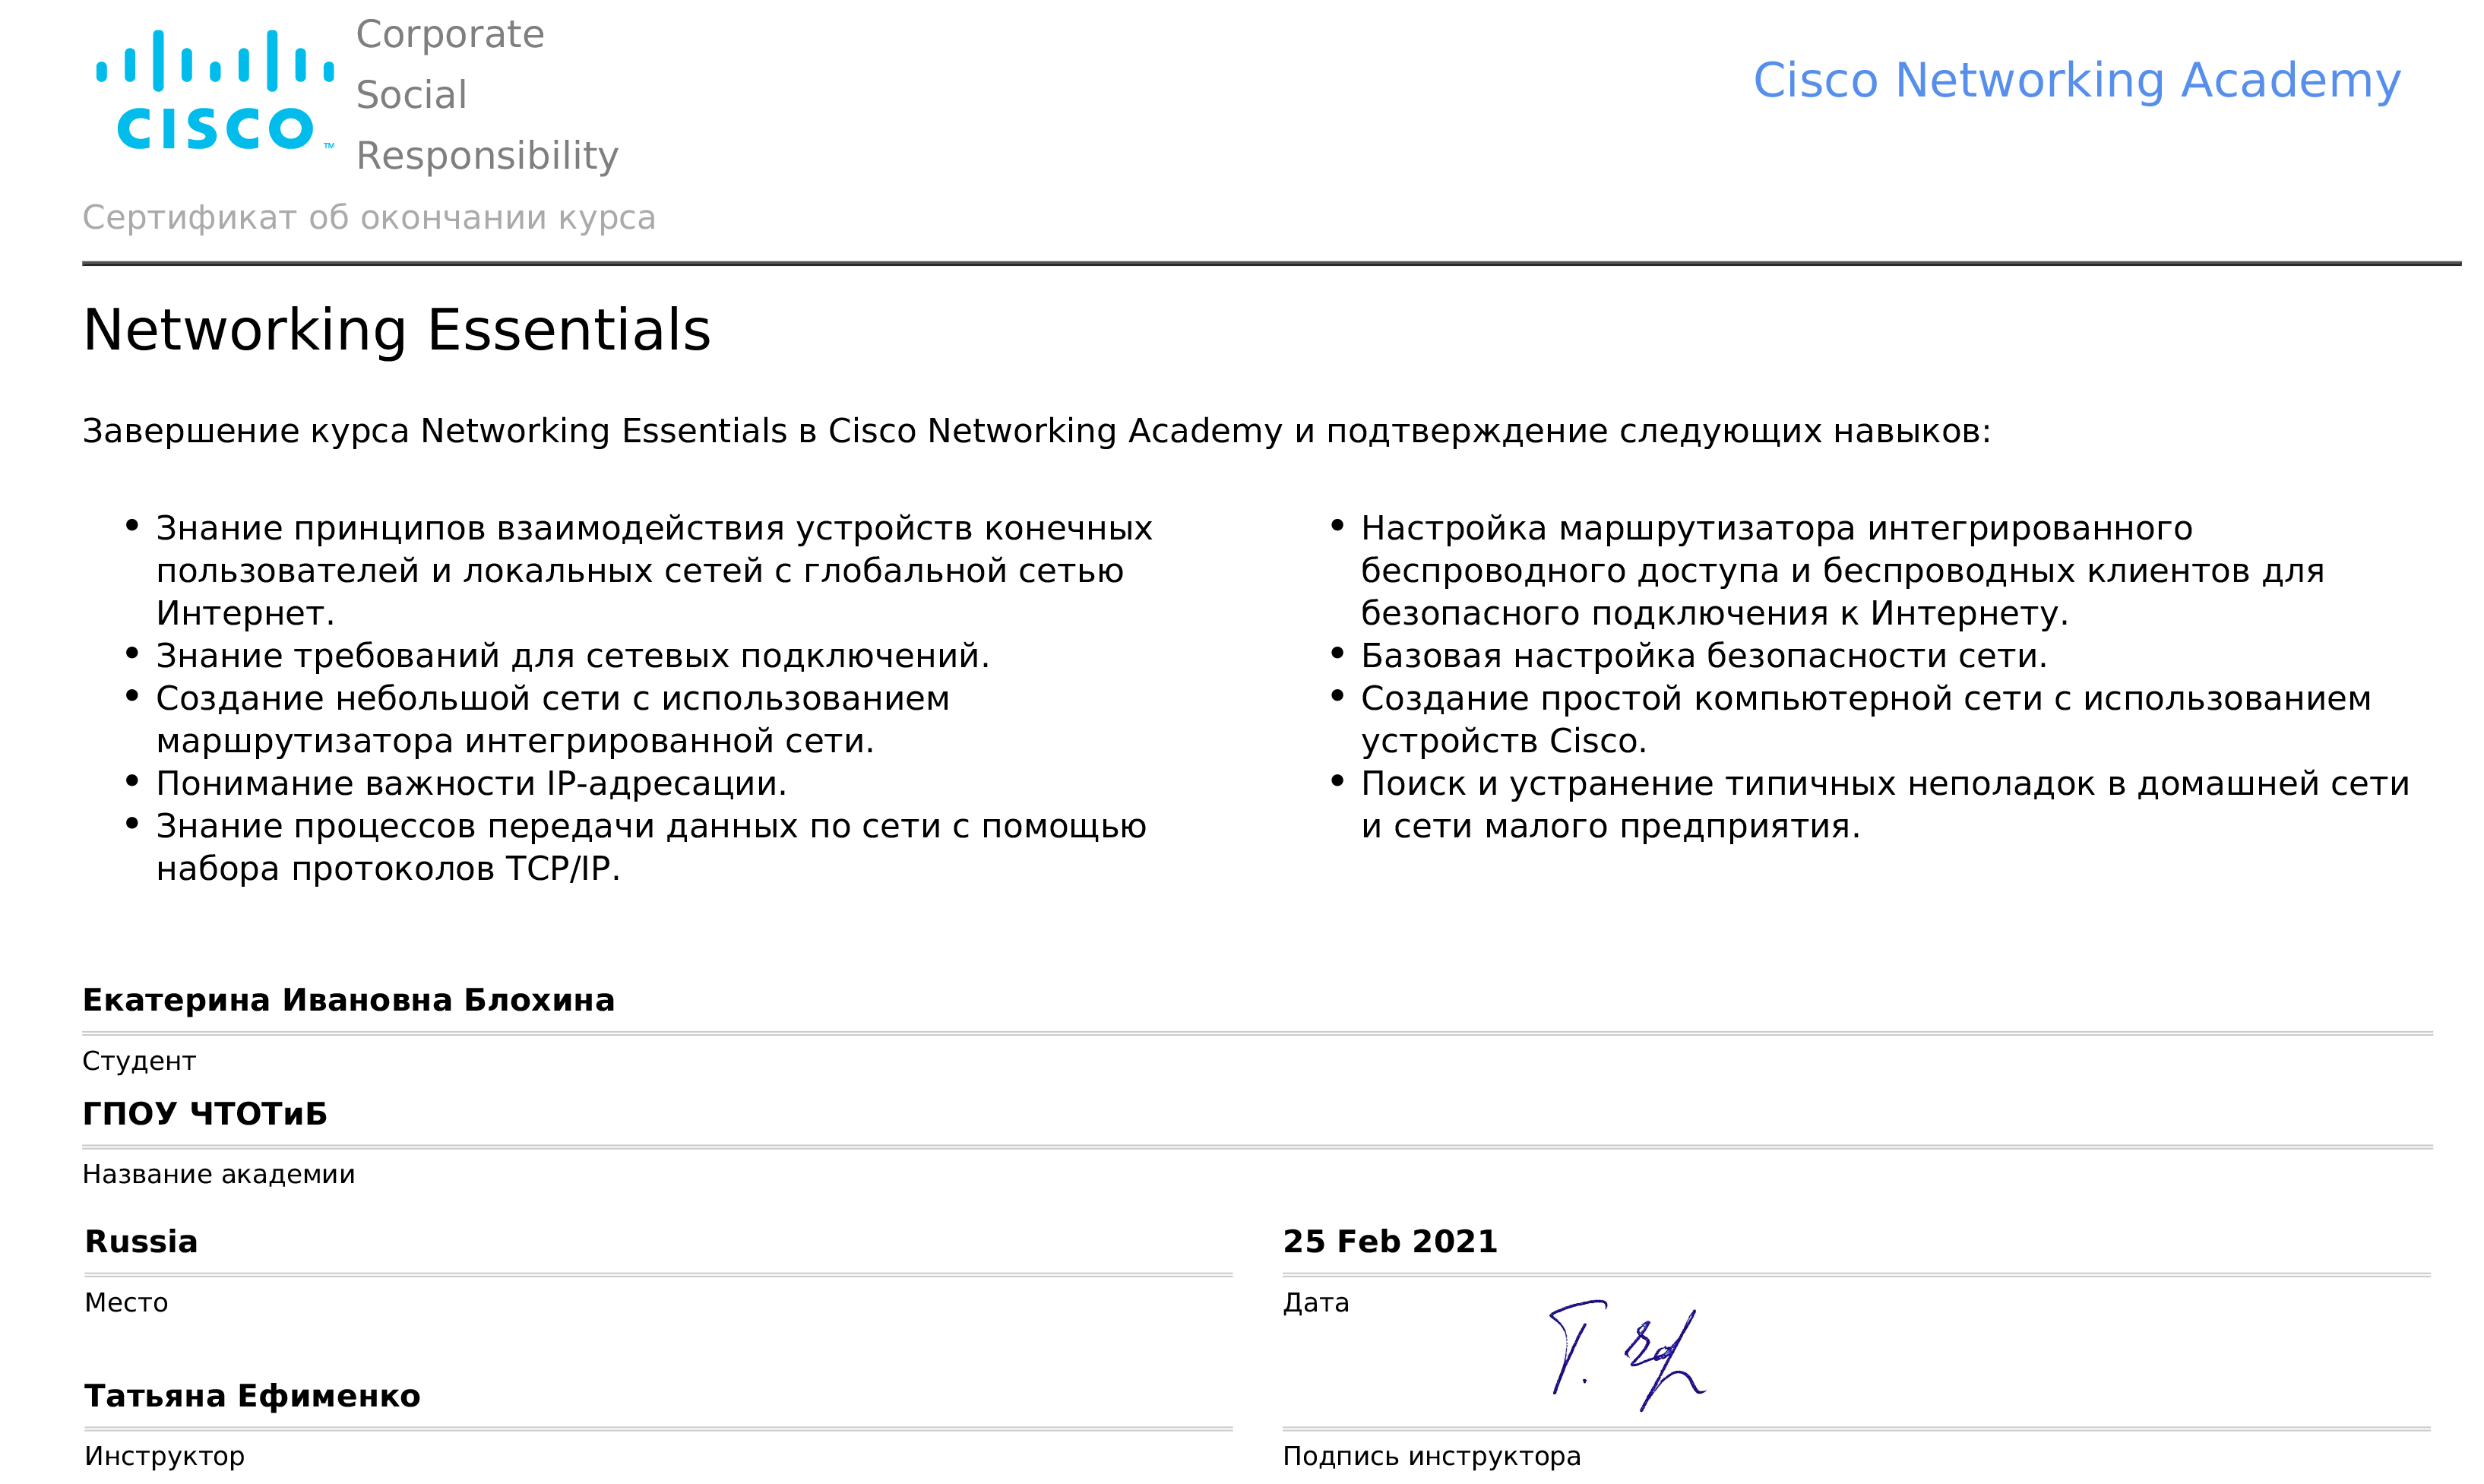 CISCO™
Corporate
Social
Responsibility
Cisco Networking Academy
Сертификат об окончании курса
Networking Essentials
Завершение курса Networking Essentials в Cisco Networking Academy и подтверждение следующих навыков:
• Знание принципов взаимодействия устройств конечных
пользователей и локальных сетей с глобальной сетью
Интернет.
• Знание требований для сетевых подключений.
• Создание небольшой сети с использованием
маршрутизатора интегрированной сети.
• Понимание важности IP-адресации.
• Знание процессов передачи данных по сети с помощью
набора протоколов TCP/IP.
• Настройка маршрутизатора интегрированного
беспроводного доступа и беспроводных клиентов для
безопасного подключения к Интернету.
• Базовая настройка безопасности сети.
• Создание простой компьютерной сети с использованием
устройств Cisco.
• Поиск и устранение типичных неполадок в домашней сети
и сети малого предприятия.
Екатерина Ивановна Блохина
Студент
ГПОУ ЧТОТиБ
Название академии
Russia
Место
25 Feb 2021
Дата
Татьяна Ефименко
Инструктор
Подпись инструктора